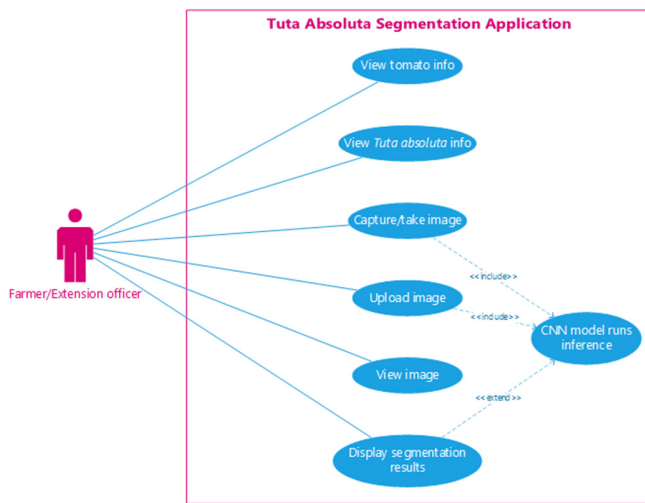 Tuta Absoluta Segmentation Application
View tomato info
View Tuta absoluta info
Capture/take image
<<include>>
Farmer/Extension officer
Upload image
<<include>>
CNN model runs
inference
View image
<<extend>>
Display segmentation
results